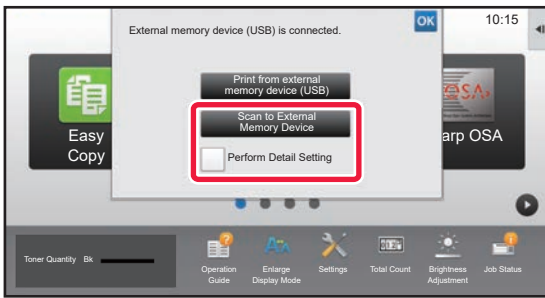 External memory device (USB) is connected.
OK
10:15
Print from external
memory device (USB)
Scan to External
Memory Device
Perform Detail Setting
Easy
Copy
arp OSA
Toner Quantity Bk
Operation
Guide
Enlarge
Display Mode
Settings
Total Count
Brightness
Adjustment
Job Status